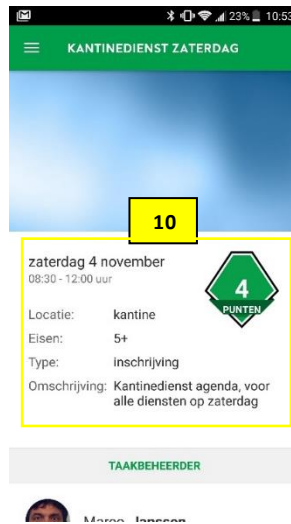 23% 10:53
KANTINEDIENST ZATERDAG
10
zaterdag 4 november
08:30 - 12:00 uur
4
PUNTEN
Locatie: kantine
Eisen: 5+
Type: inschrijving
Omschrijving: Kantinedienst agenda, voor
alle diensten op zaterdag
TAAKBEHEERDER
Marco Janssen